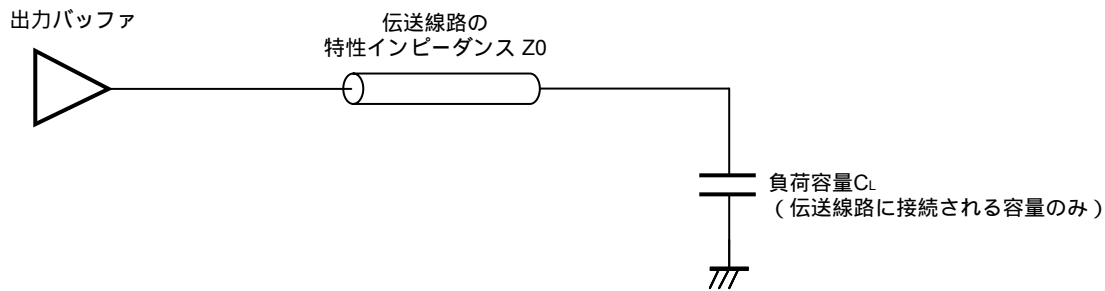 出力バッファ
伝送線路の
特性インピーダンス Z0
負荷容量CL
（伝送線路に接続される容量のみ）